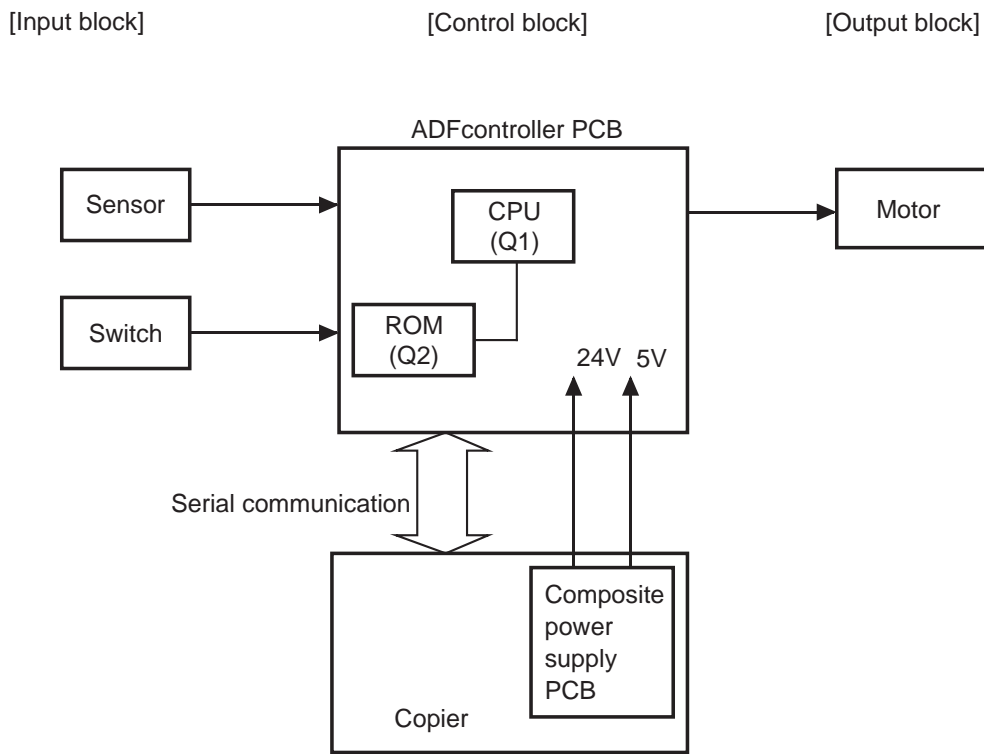 [Input block]
[Control block]
[Output block]
ADFcontroller PCB
Sensor
CPU
(Q1)
Motor
Switch
ROM
(Q2)
24V
5V
Serial communication
Composite
power
supply
PCB
Copier